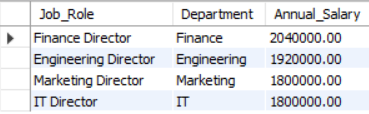 Job_Role Department Annual_Salary
Finance Director Finance 2040000.00
Engineering Director Engineering 1920000.00
Marketing Director Marketing 1800000.00
IT Director IT 1800000.00